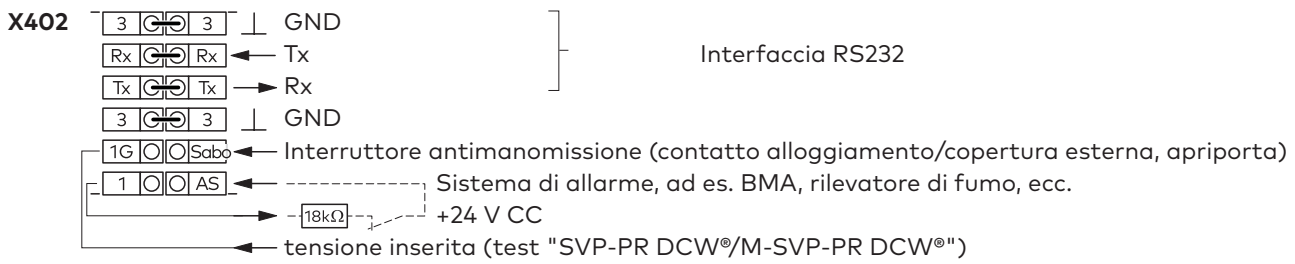 X402 3 3 GND
Rx Rx Tx
Interfaccia RS232
Tx Tx Rx
3 3 GND
1G Sabo Interruttore antimanomissione (contatto alloggiamento/copertura esterna, apriporta)
1 AS Sistema di allarme, ad es. BMA, rilevatore di fumo, ecc.
18kΩ +24 V CC
tensione inserita (test "SVP-PR DCW®/M-SVP-PR DCW®")